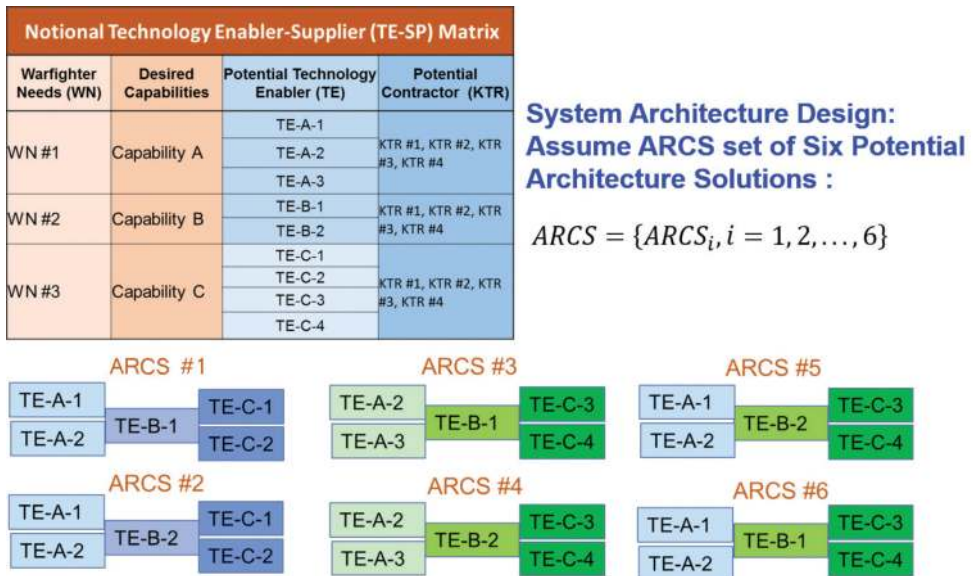 Notional Technology Enabler-Supplier (TE-SP) Matrix
Warfighter Needs (WN)
Desired Capabilities
Potential Technology Enabler (TE)
Potential Contractor (KTR)
WN #1
Capability A
TE-A-1
TE-A-2
TE-A-3
KTR #1, KTR #2, KTR
#3, KTR #4
WN #2
Capability B
TE-B-1
TE-B-2
KTR #1, KTR #2, KTR
#3, KTR #4
WN #3
Capability C
TE-C-1
TE-C-2
TE-C-3
TE-C-4
KTR #1, KTR #2, KTR
#3, KTR #4
System Architecture Design:
Assume ARCS set of Six Potential
Architecture Solutions :
ARCS = {ARCS_i, i = 1, 2, . . . , 6}
ARCS #1
TE-A-1
TE-A-2
TE-B-1
TE-C-1
TE-C-2
ARCS #3
TE-A-2
TE-A-3
TE-B-1
TE-C-3
TE-C-4
ARCS #5
TE-A-1
TE-A-2
TE-B-2
TE-C-3
TE-C-4
ARCS #2
TE-A-1
TE-A-2
TE-B-2
TE-C-1
TE-C-2
ARCS #4
TE-A-2
TE-A-3
TE-B-2
TE-C-3
TE-C-4
ARCS #6
TE-A-1
TE-A-2
TE-B-1
TE-C-3
TE-C-4